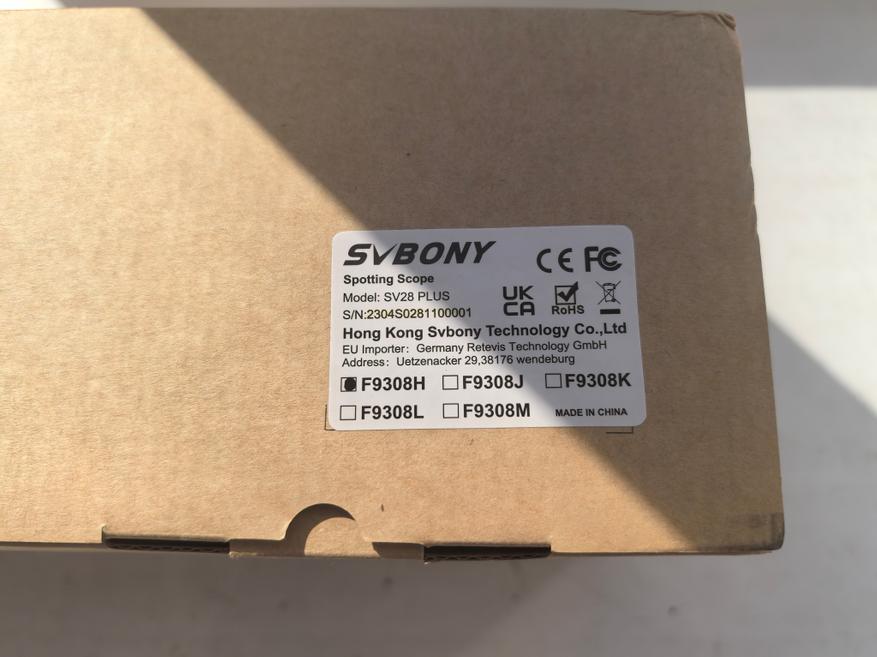 SVBONY
CE FC
Spotting Scope
Model: SV28 PLUS
UK
CA
RoHS
S/N:2304S0281100001
Hong Kong Svbony Technology Co.,Ltd
EU Importer: Germany Retevis Technology GmbH
Address: Uetzenacker 29,38176 wendeburg
F9308H F9308J F9308K
F9308L F9308M MADE IN CHINA